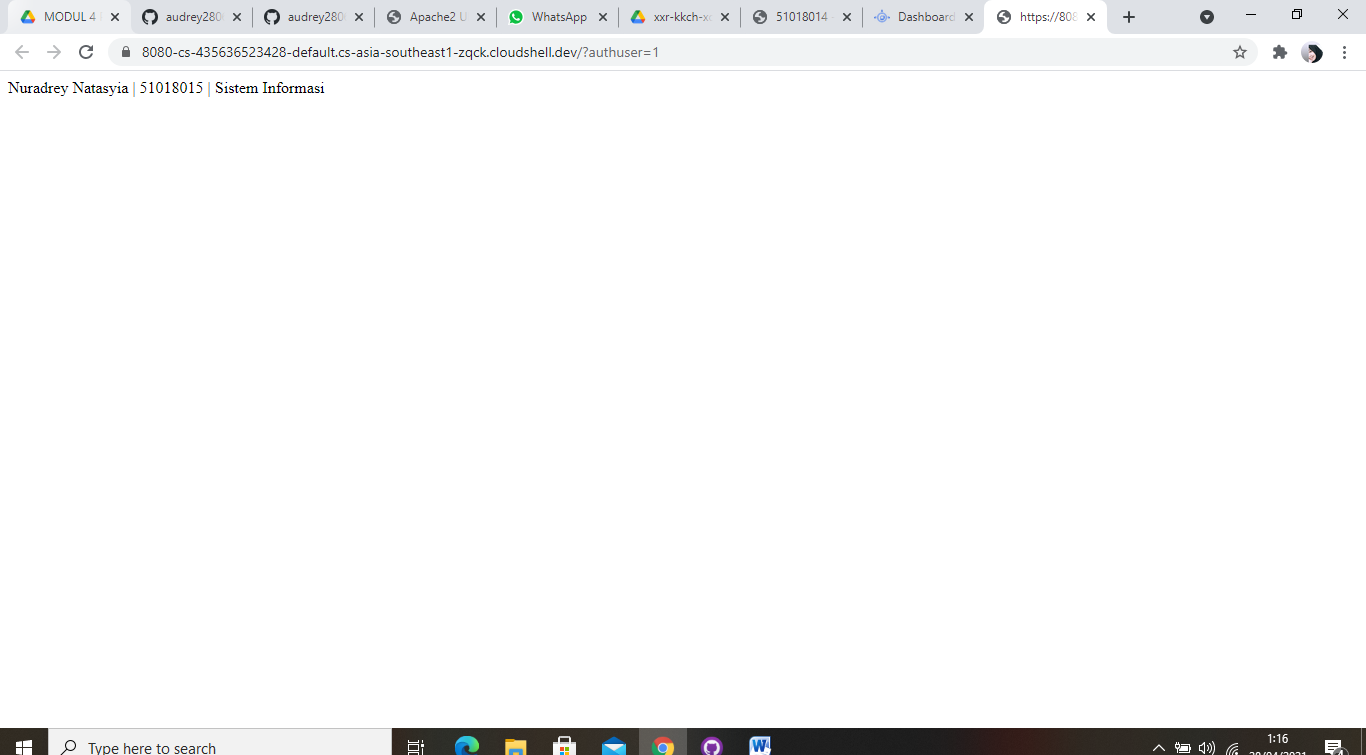 MODUL 4
audrey280
audrey280
Apache2 U
WhatsApp
xxr-kkch-xc
51018014 -
Dashboard
https://808
8080-cs-435636523428-default.cs-asia-southeast1-zqck.cloudshell.dev/?authuser=1
Nuradrey Natasyia | 51018015 | Sistem Informasi
Type here to search
1:16